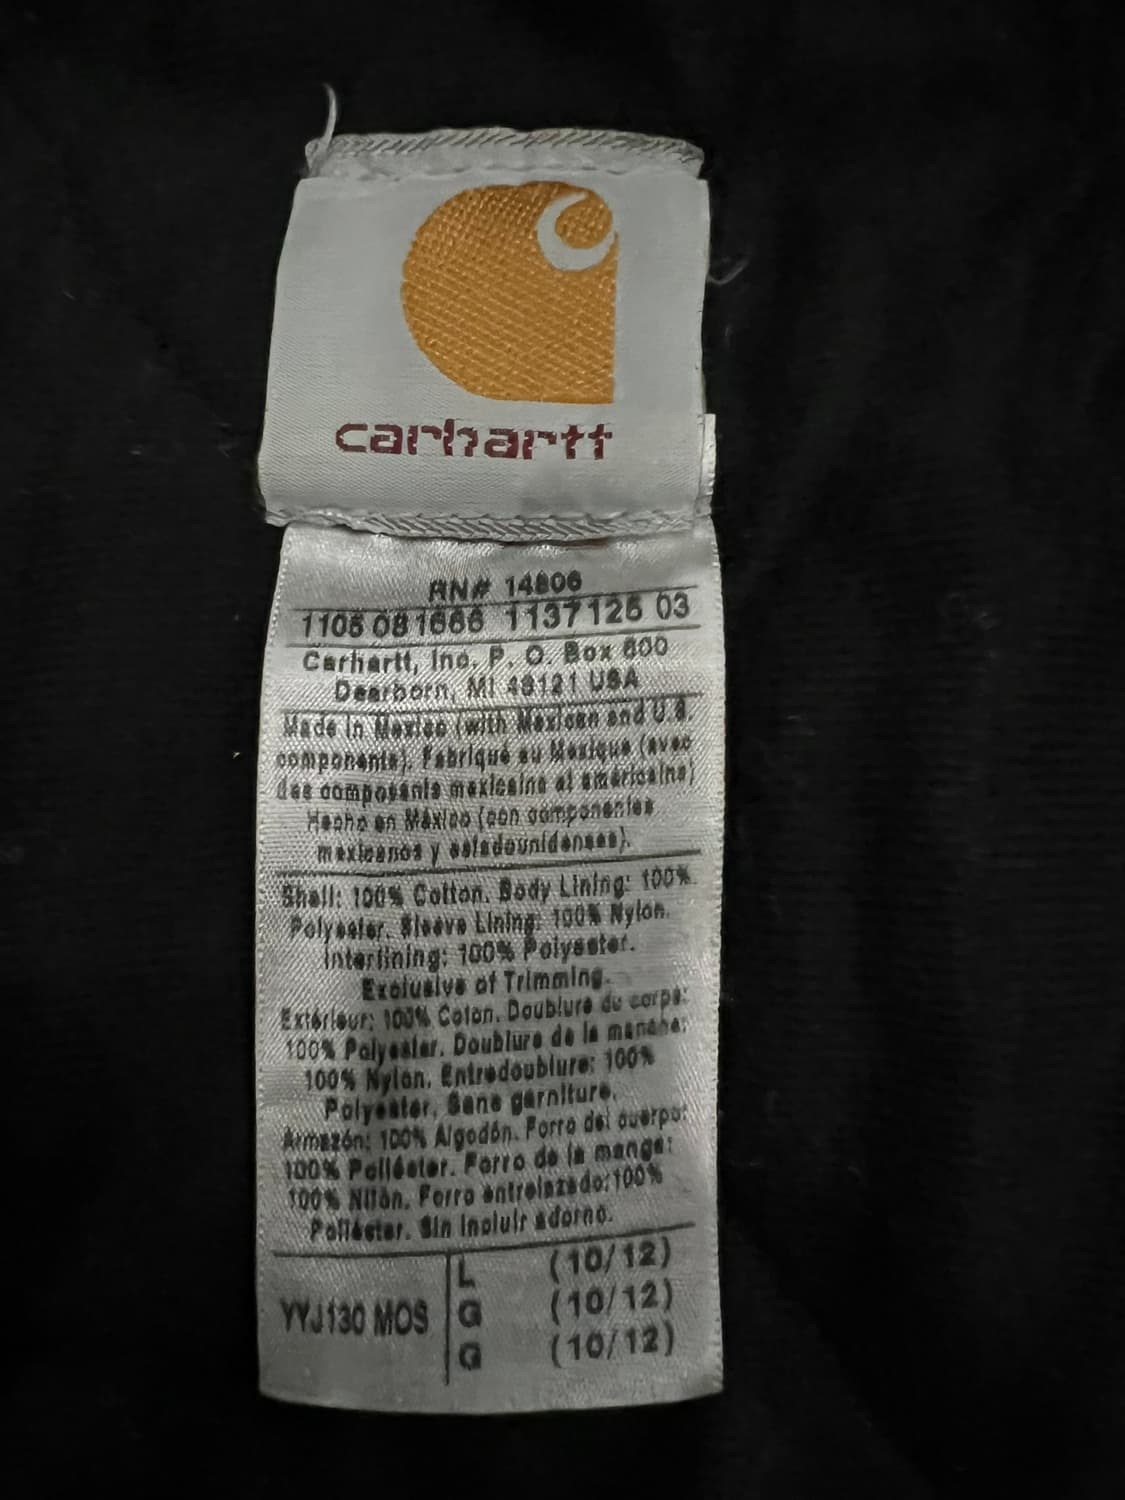 carhartt
RN# 14806
1105 081666 1137125 03
Carhartt, Inc. P. O. Box 600
Dearborn, MI 48121 USA
Made in Mexico (with Mexican and U.S.
components). Fabriqué au Mexique (avec
des composants mexicains et américains)
Hecho en México (con componentes
mexicanos y estadounidenses).
Shell: 100% Cotton. Body Lining: 100%
Polyester. Sleeve Lining: 100% Nylon.
Interlining: 100% Polyester.
Exclusive of Trimming.
Extérieur: 100% Coton. Doublure du corps:
100% Polyester. Doublure de la manche:
100% Nylon. Entredoublure: 100%
Polyester. Sans garniture.
Armazón: 100% Algodón. Forro del cuerpo:
100% Poliéster. Forro de la manga:
100% Nilón. Forro entrelazado: 100%
Poliéster. Sin incluir adorno.
YYJ130 MOS
L (10/12)
G (10/12)
G (10/12)